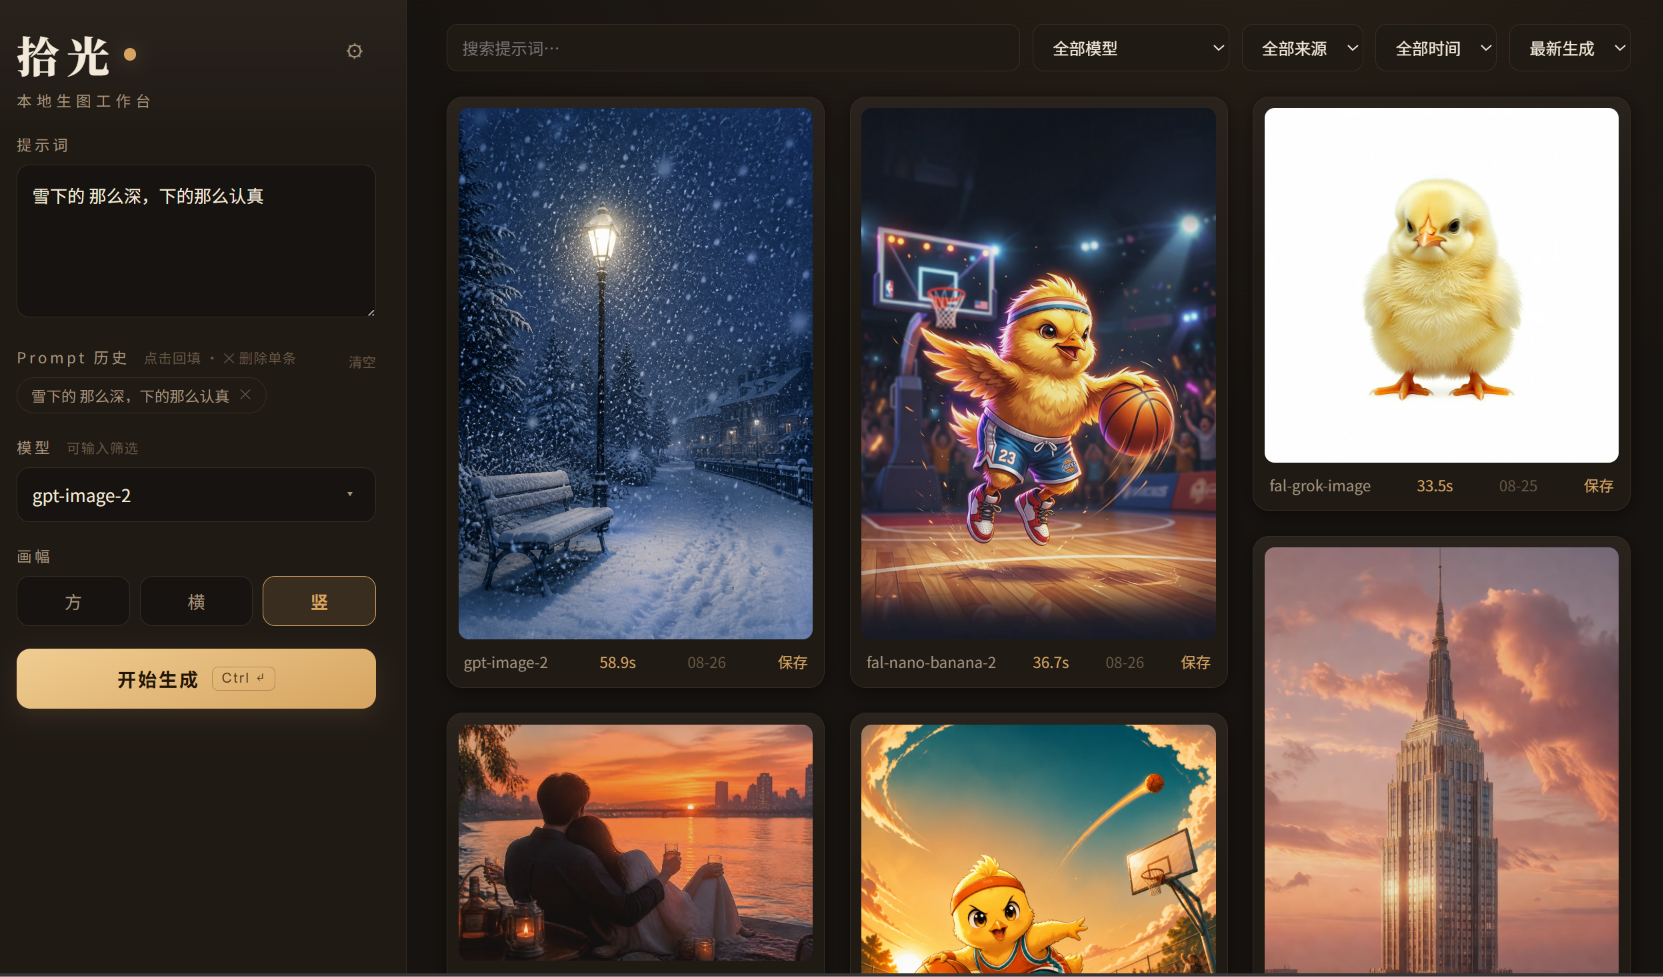 拾光
本地生图工作台
提示词
雪下的 那么深，下的那么认真
Prompt 历史 点击回填 · × 删除单条 清空
雪下的 那么深，下的那么认真 ×
模型 可输入筛选
gpt-image-2
画幅
方 横 竖
开始生成 Ctrl ↵
搜索提示词… 全部模型 全部来源 全部时间 最新生成
23
gpt-image-2 58.9s 08-26 保存
fal-nano-banana-2 36.7s 08-26 保存
fal-grok-image 33.5s 08-25 保存